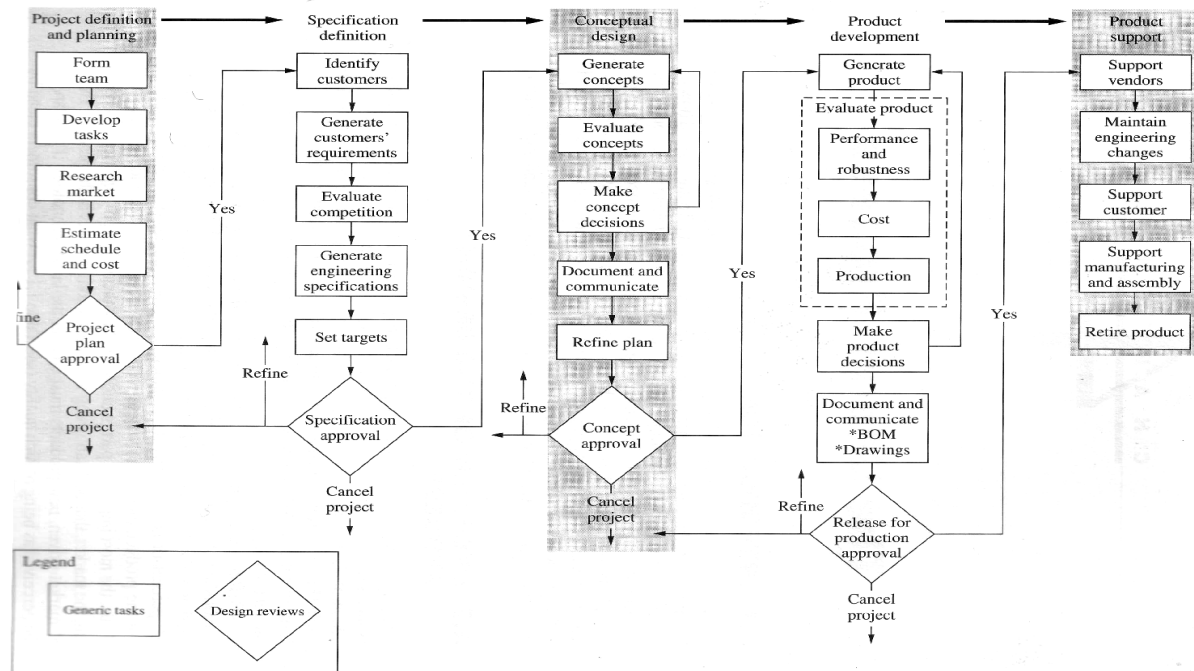 Project definition
and planning
Form
team
Develop
tasks
Research
market
Estimate
schedule
and cost
Project
plan
approval
fine
Yes
Cancel
project
Specification
definition
Identify
customers
Generate
customers'
requirements
Evaluate
competition
Generate
engineering
specifications
Set targets
Refine
Specification
approval
Yes
Cancel
project
Conceptual
design
Generate
concepts
Evaluate
concepts
Make
concept
decisions
Document and
communicate
Refine plan
Refine
Concept
approval
Yes
Cancel
project
Product
development
Generate
product
Evaluate product
Performance
and
robustness
Cost
Production
Make
product
decisions
Document and
communicate
*BOM
*Drawings
Refine
Release for
production
approval
Yes
Cancel
project
Product
support
Support
vendors
Maintain
engineering
changes
Support
customer
Support
manufacturing
and assembly
Retire product
Legend
Generic tasks
Design reviews